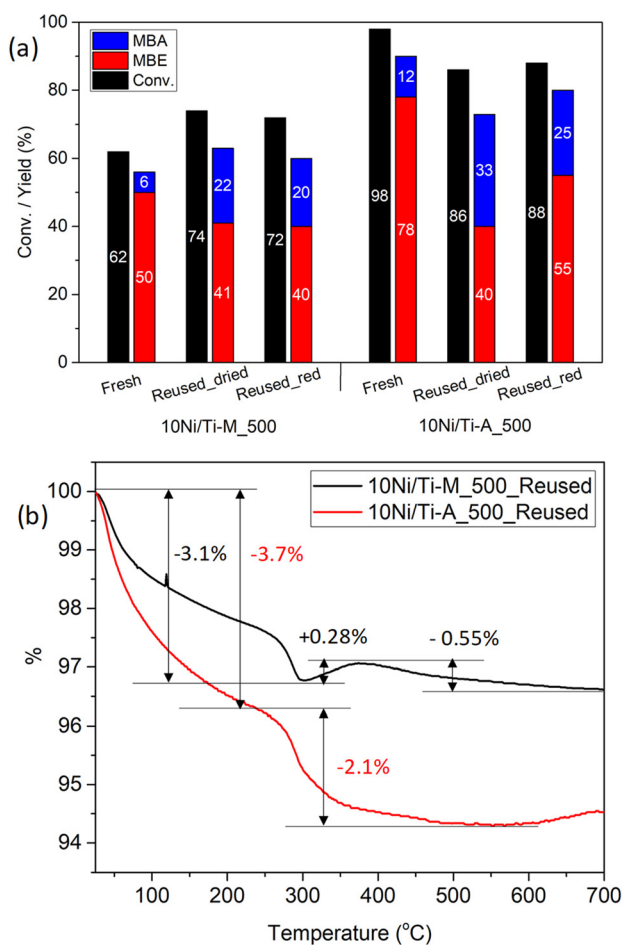 (a)
MBA
MBE
Conv.
Conv. / Yield (%)
100
80
60
40
20
0
62
6
50
74
22
41
72
20
40
98
12
78
86
33
40
88
25
55
Fresh
Reused_dried
Reused_red
Fresh
Reused_dried
Reused_red
10Ni/Ti-M_500
10Ni/Ti-A_500
(b)
10Ni/Ti-M_500_Reused
10Ni/Ti-A_500_Reused
%
100
99
98
97
96
95
94
-3.1%
-3.7%
+0.28%
- 0.55%
-2.1%
100
200
300
400
500
600
700
Temperature (°C)